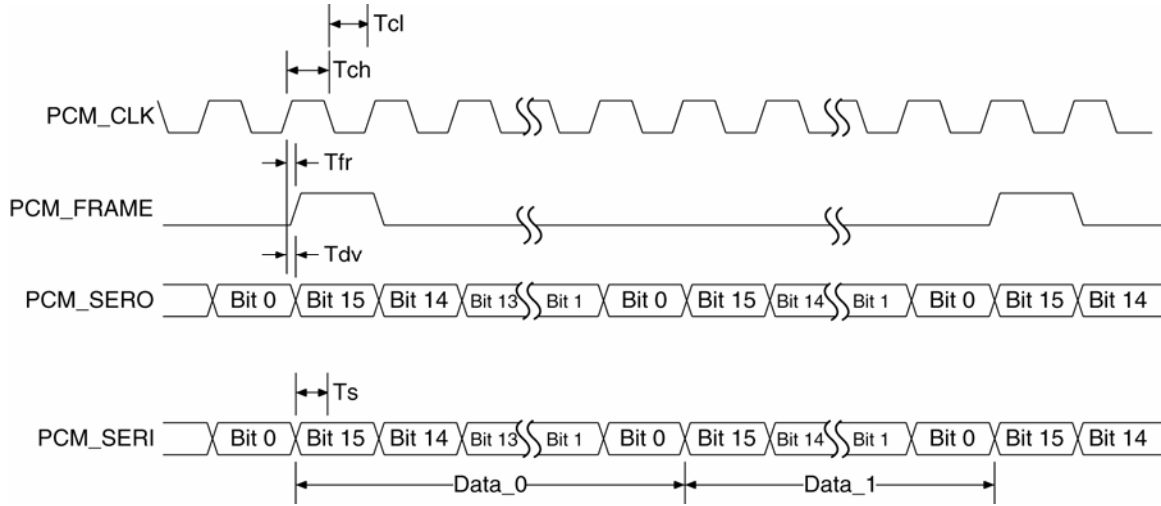 Tcl
Tch
PCM_CLK
Tfr
PCM_FRAME
Tdv
PCM_SERO Bit 0 Bit 15 Bit 14 Bit 13 Bit 1 Bit 0 Bit 15 Bit 14 Bit 1 Bit 0 Bit 15 Bit 14
Ts
PCM_SERI Bit 0 Bit 15 Bit 14 Bit 13 Bit 1 Bit 0 Bit 15 Bit 14 Bit 1 Bit 0 Bit 15 Bit 14
Data_0 Data_1